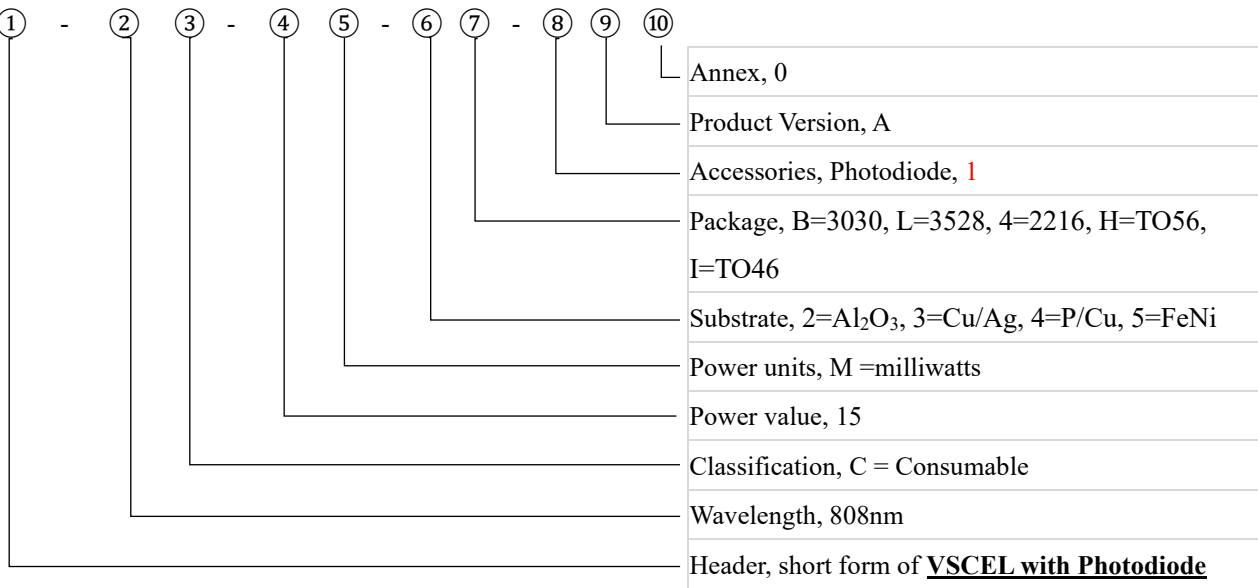 ① - ② ③ - ④ ⑤ - ⑥ ⑦ - ⑧ ⑨ ⑩
Annex, 0
Product Version, A
Accessories, Photodiode, 1
Package, B=3030, L=3528, 4=2216, H=TO56,
I=TO46
Substrate, 2=Al₂O₃, 3=Cu/Ag, 4=P/Cu, 5=FeNi
Power units, M =milliwatts
Power value, 15
Classification, C = Consumable
Wavelength, 808nm
Header, short form of VSCEL with Photodiode